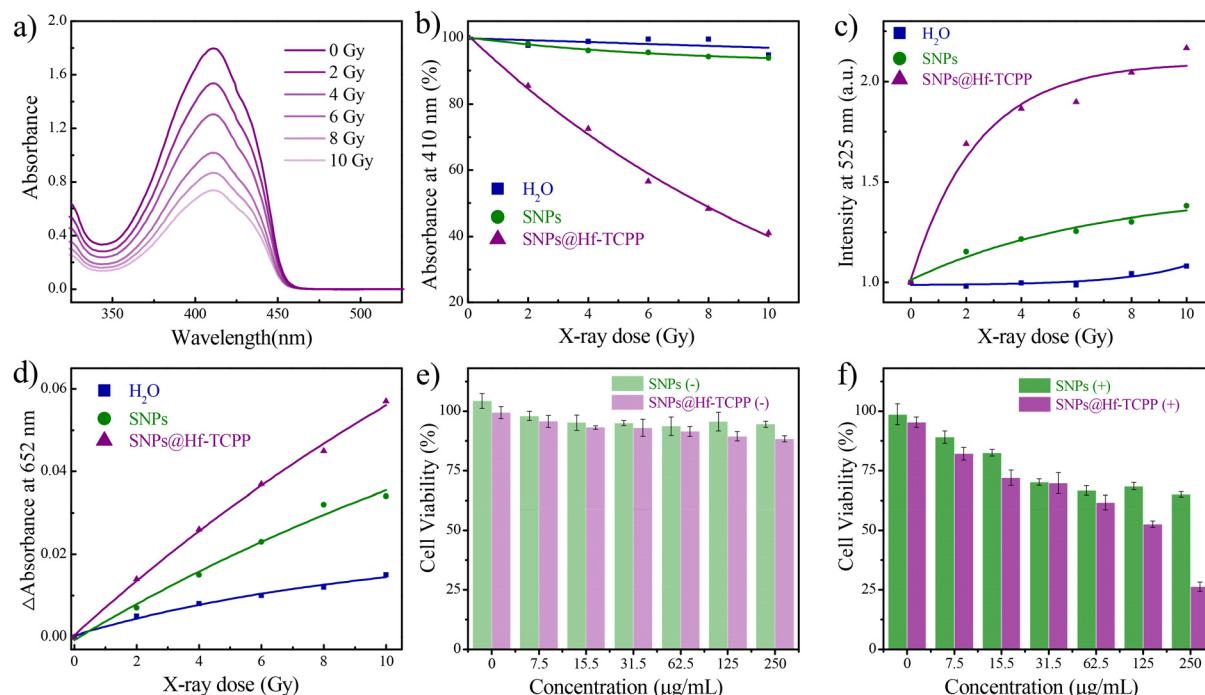 a)
2.0
1.6
1.2
0.8
0.4
0.0
Absorbance
0 Gy
2 Gy
4 Gy
6 Gy
8 Gy
10 Gy
350
400
450
500
Wavelength(nm)
b)
100
80
60
40
20
Absorbance at 410 nm (%)
H₂O
SNPs
SNPs@Hf-TCPP
0
2
4
6
8
10
X-ray dose (Gy)
c)
2.0
1.5
1.0
Intensity at 525 nm (a.u.)
H₂O
SNPs
SNPs@Hf-TCPP
0
2
4
6
8
10
X-ray dose (Gy)
d)
0.06
0.04
0.02
0.00
△Absorbance at 652 nm
H₂O
SNPs
SNPs@Hf-TCPP
0
2
4
6
8
10
X-ray dose (Gy)
e)
100
75
50
25
0
Cell Viability (%)
SNPs (-)
SNPs@Hf-TCPP (-)
0
7.5
15.5
31.5
62.5
125
250
Concentration (μg/mL)
f)
100
75
50
25
0
Cell Viability (%)
SNPs (+)
SNPs@Hf-TCPP (+)
0
7.5
15.5
31.5
62.5
125
250
Concentration (μg/mL)